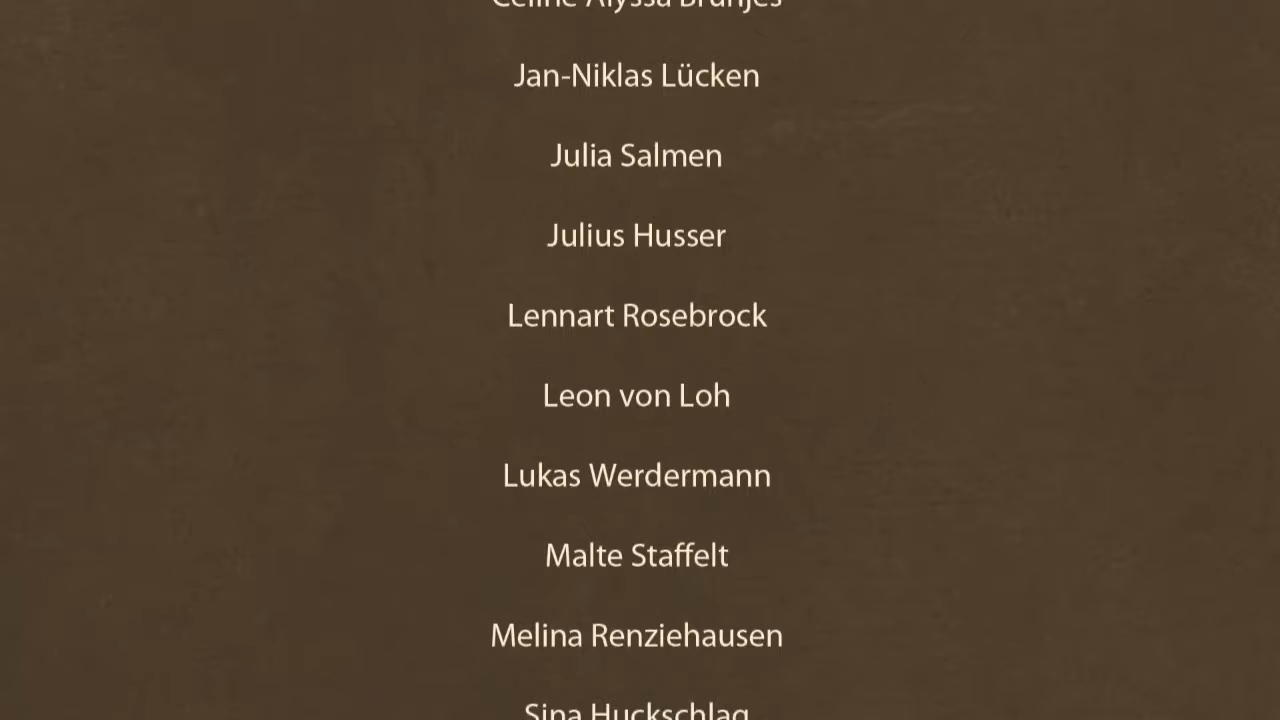 Alyssa
Jan-Niklas Lücken
Julia Salmen
Julius Husser
Lennart Rosebrock
Leon von Loh
Lukas Werdermann
Malte Staffelt
Melina Renziehausen
Sina Huckschlag